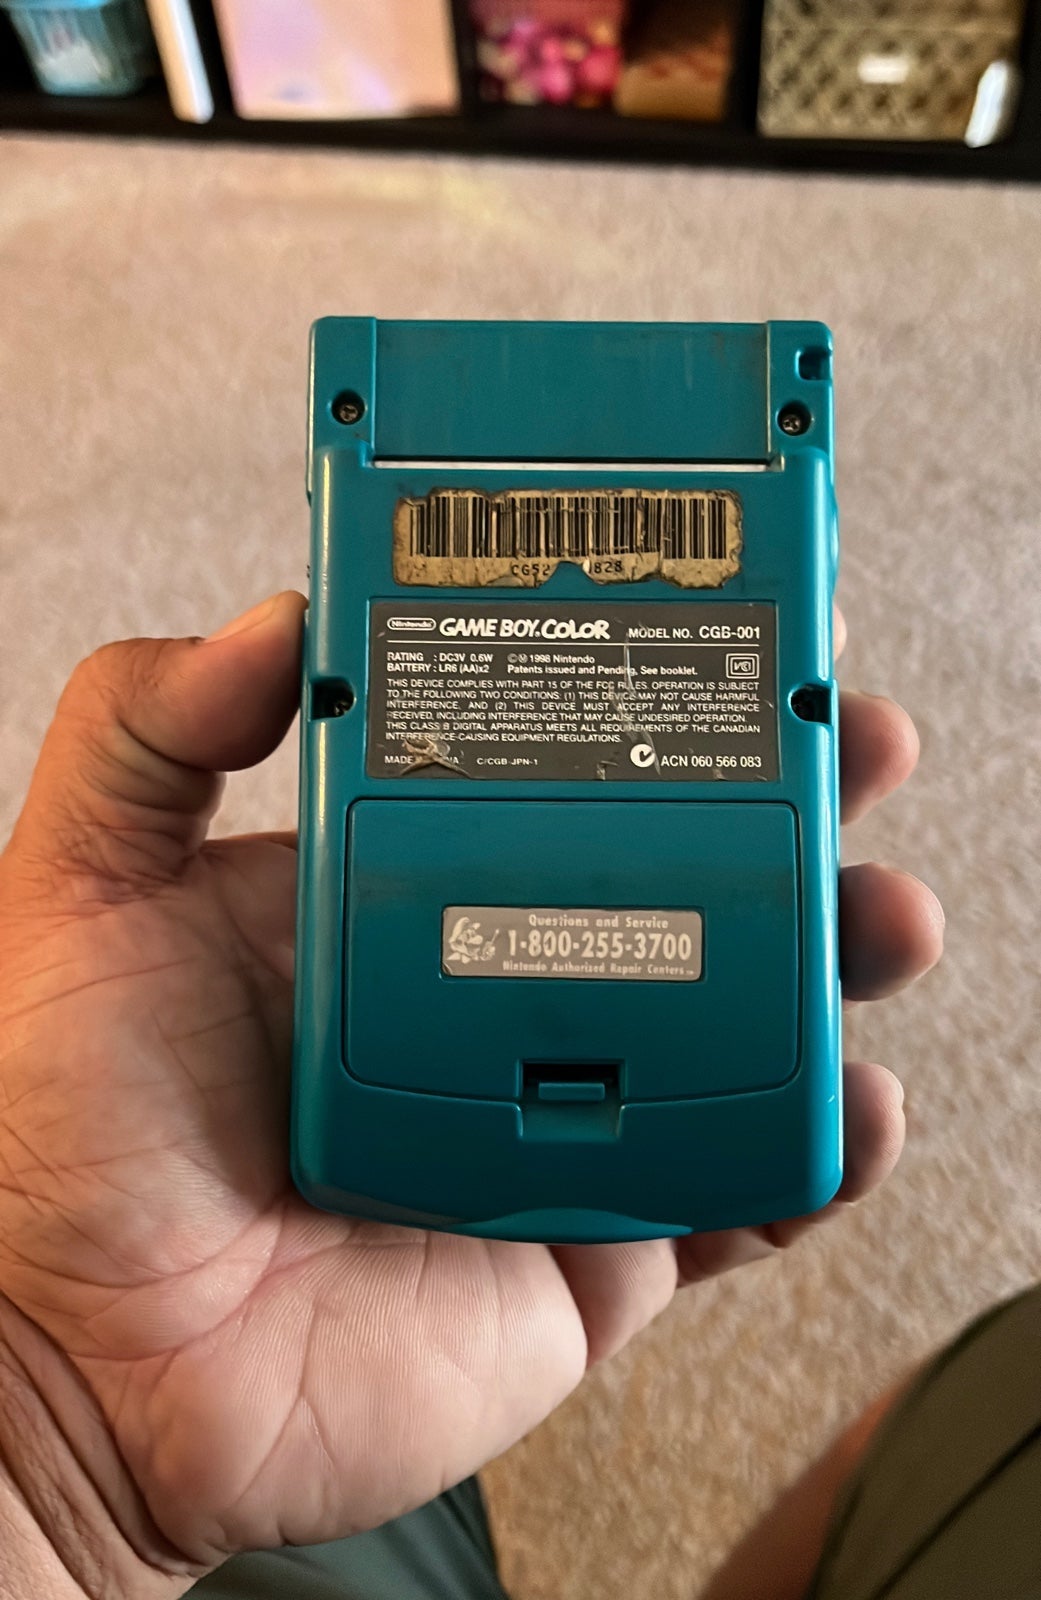 CG52 828
Nintendo GAME BOY COLOR MODEL NO. CGB-001
RATING : DC3V 0.6W ©Ⓜ 1998 Nintendo
BATTERY : LR6 (AA)x2 Patents issued and Pending, See booklet.
THIS DEVICE COMPLIES WITH PART 15 OF THE FCC RULES. OPERATION IS SUBJECT
TO THE FOLLOWING TWO CONDITIONS: (1) THIS DEVICE MAY NOT CAUSE HARMFUL
INTERFERENCE, AND (2) THIS DEVICE MUST ACCEPT ANY INTERFERENCE
RECEIVED, INCLUDING INTERFERENCE THAT MAY CAUSE UNDESIRED OPERATION.
THIS CLASS B DIGITAL APPARATUS MEETS ALL REQUIREMENTS OF THE CANADIAN
INTERFERENCE-CAUSING EQUIPMENT REGULATIONS.
MADE C/CGB-JPN-1 ACN 060 566 083
Questions and Service
1-800-255-3700
Nintendo Authorized Repair Centers™